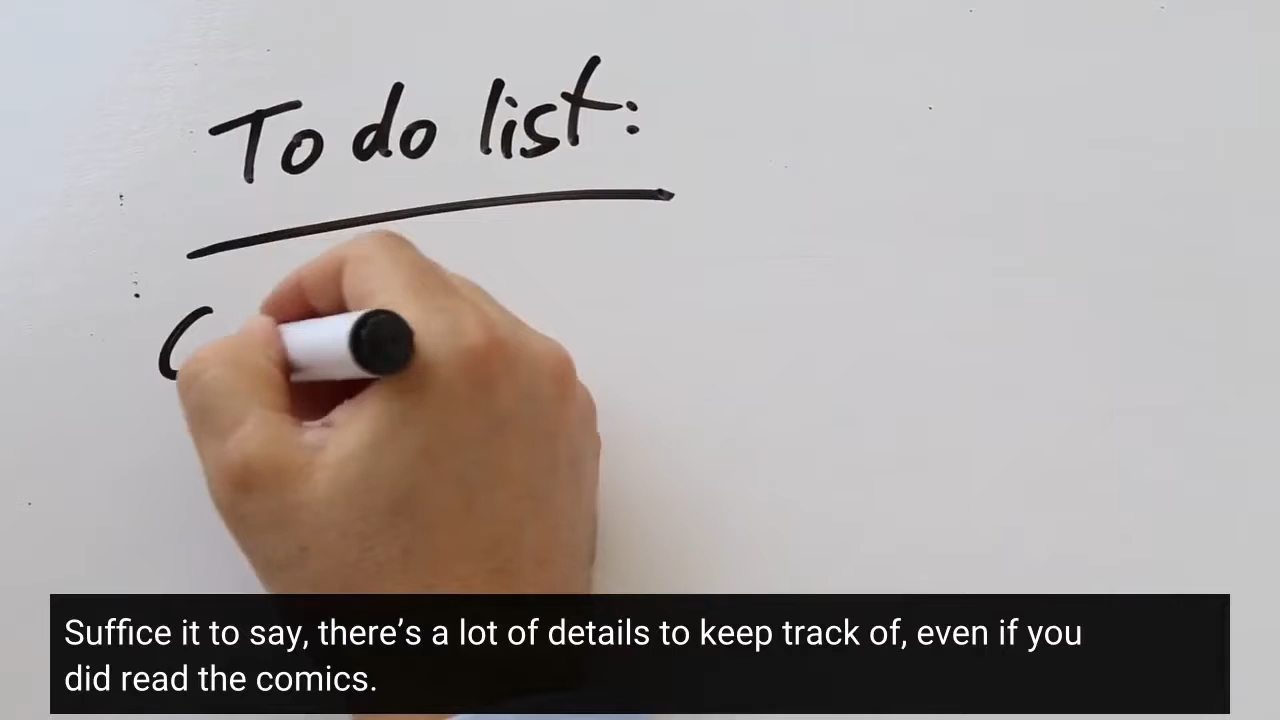 To do list:
Suffice it to say, there’s a lot of details to keep track of, even if you
did read the comics.